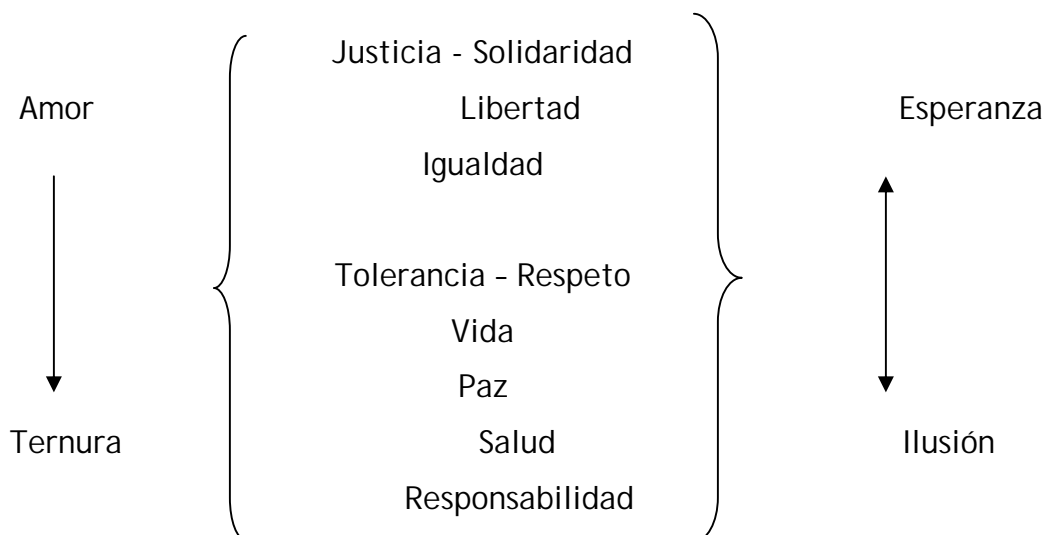 Justicia - Solidaridad
Amor Libertad Esperanza
Igualdad
Tolerancia – Respeto
Vida
Paz
Ternura Salud Ilusión
Responsabilidad